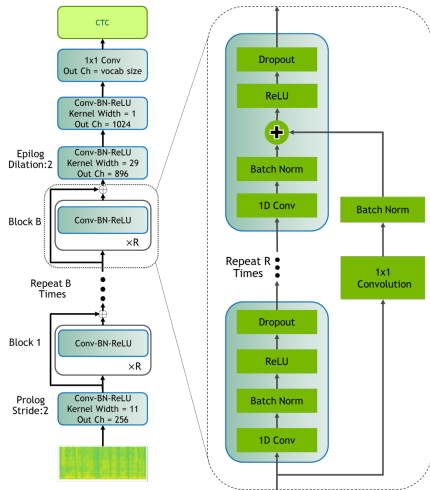 CTC
1x1 Conv
Out Ch = vocab size
Conv-BN-ReLU
Kernel Width = 1
Out Ch = 1024
Epilog
Dilation:2
Conv-BN-ReLU
Kernel Width = 29
Out Ch = 896
Block B
Conv-BN-ReLU
×R
Repeat B
Times
Block 1
Conv-BN-ReLU
×R
Prolog
Stride:2
Conv-BN-ReLU
Kernel Width = 11
Out Ch = 256
Dropout
ReLU
+
Batch Norm
1D Conv
Batch Norm
Repeat R
Times
1x1
Convolution
Dropout
ReLU
Batch Norm
1D Conv